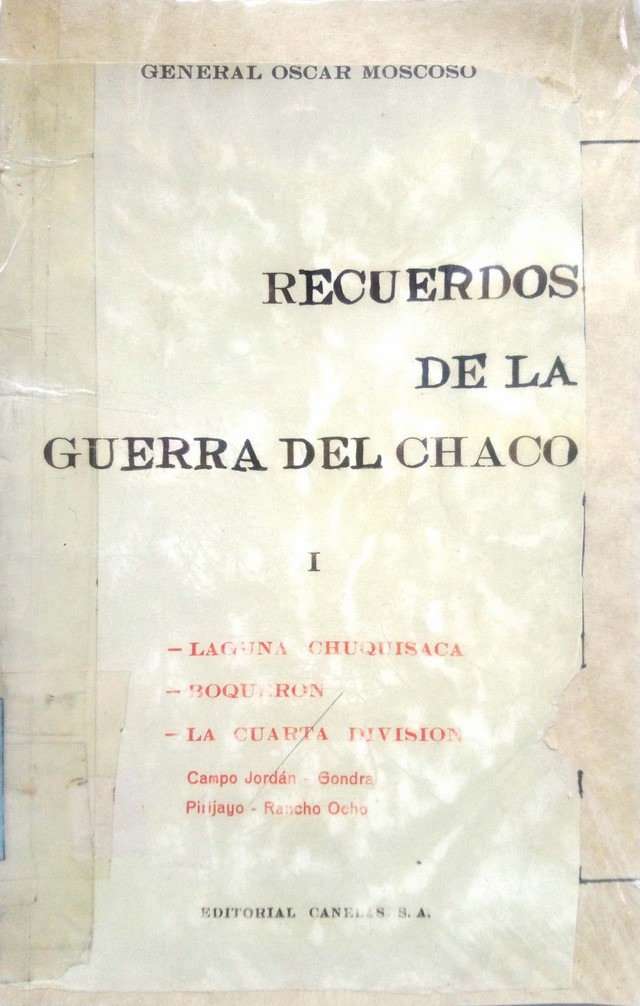 GENERAL OSCAR MOSCOSO
RECUERDOS
DE LA
GUERRA DEL CHACO
I
- LAGUNA CHUQUISACA
- BOQUERON
- LA CUARTA DIVISION
Campo Jordán - Gondra
Pirijayo - Rancho Ocho
EDITORIAL CANELAS S. A.